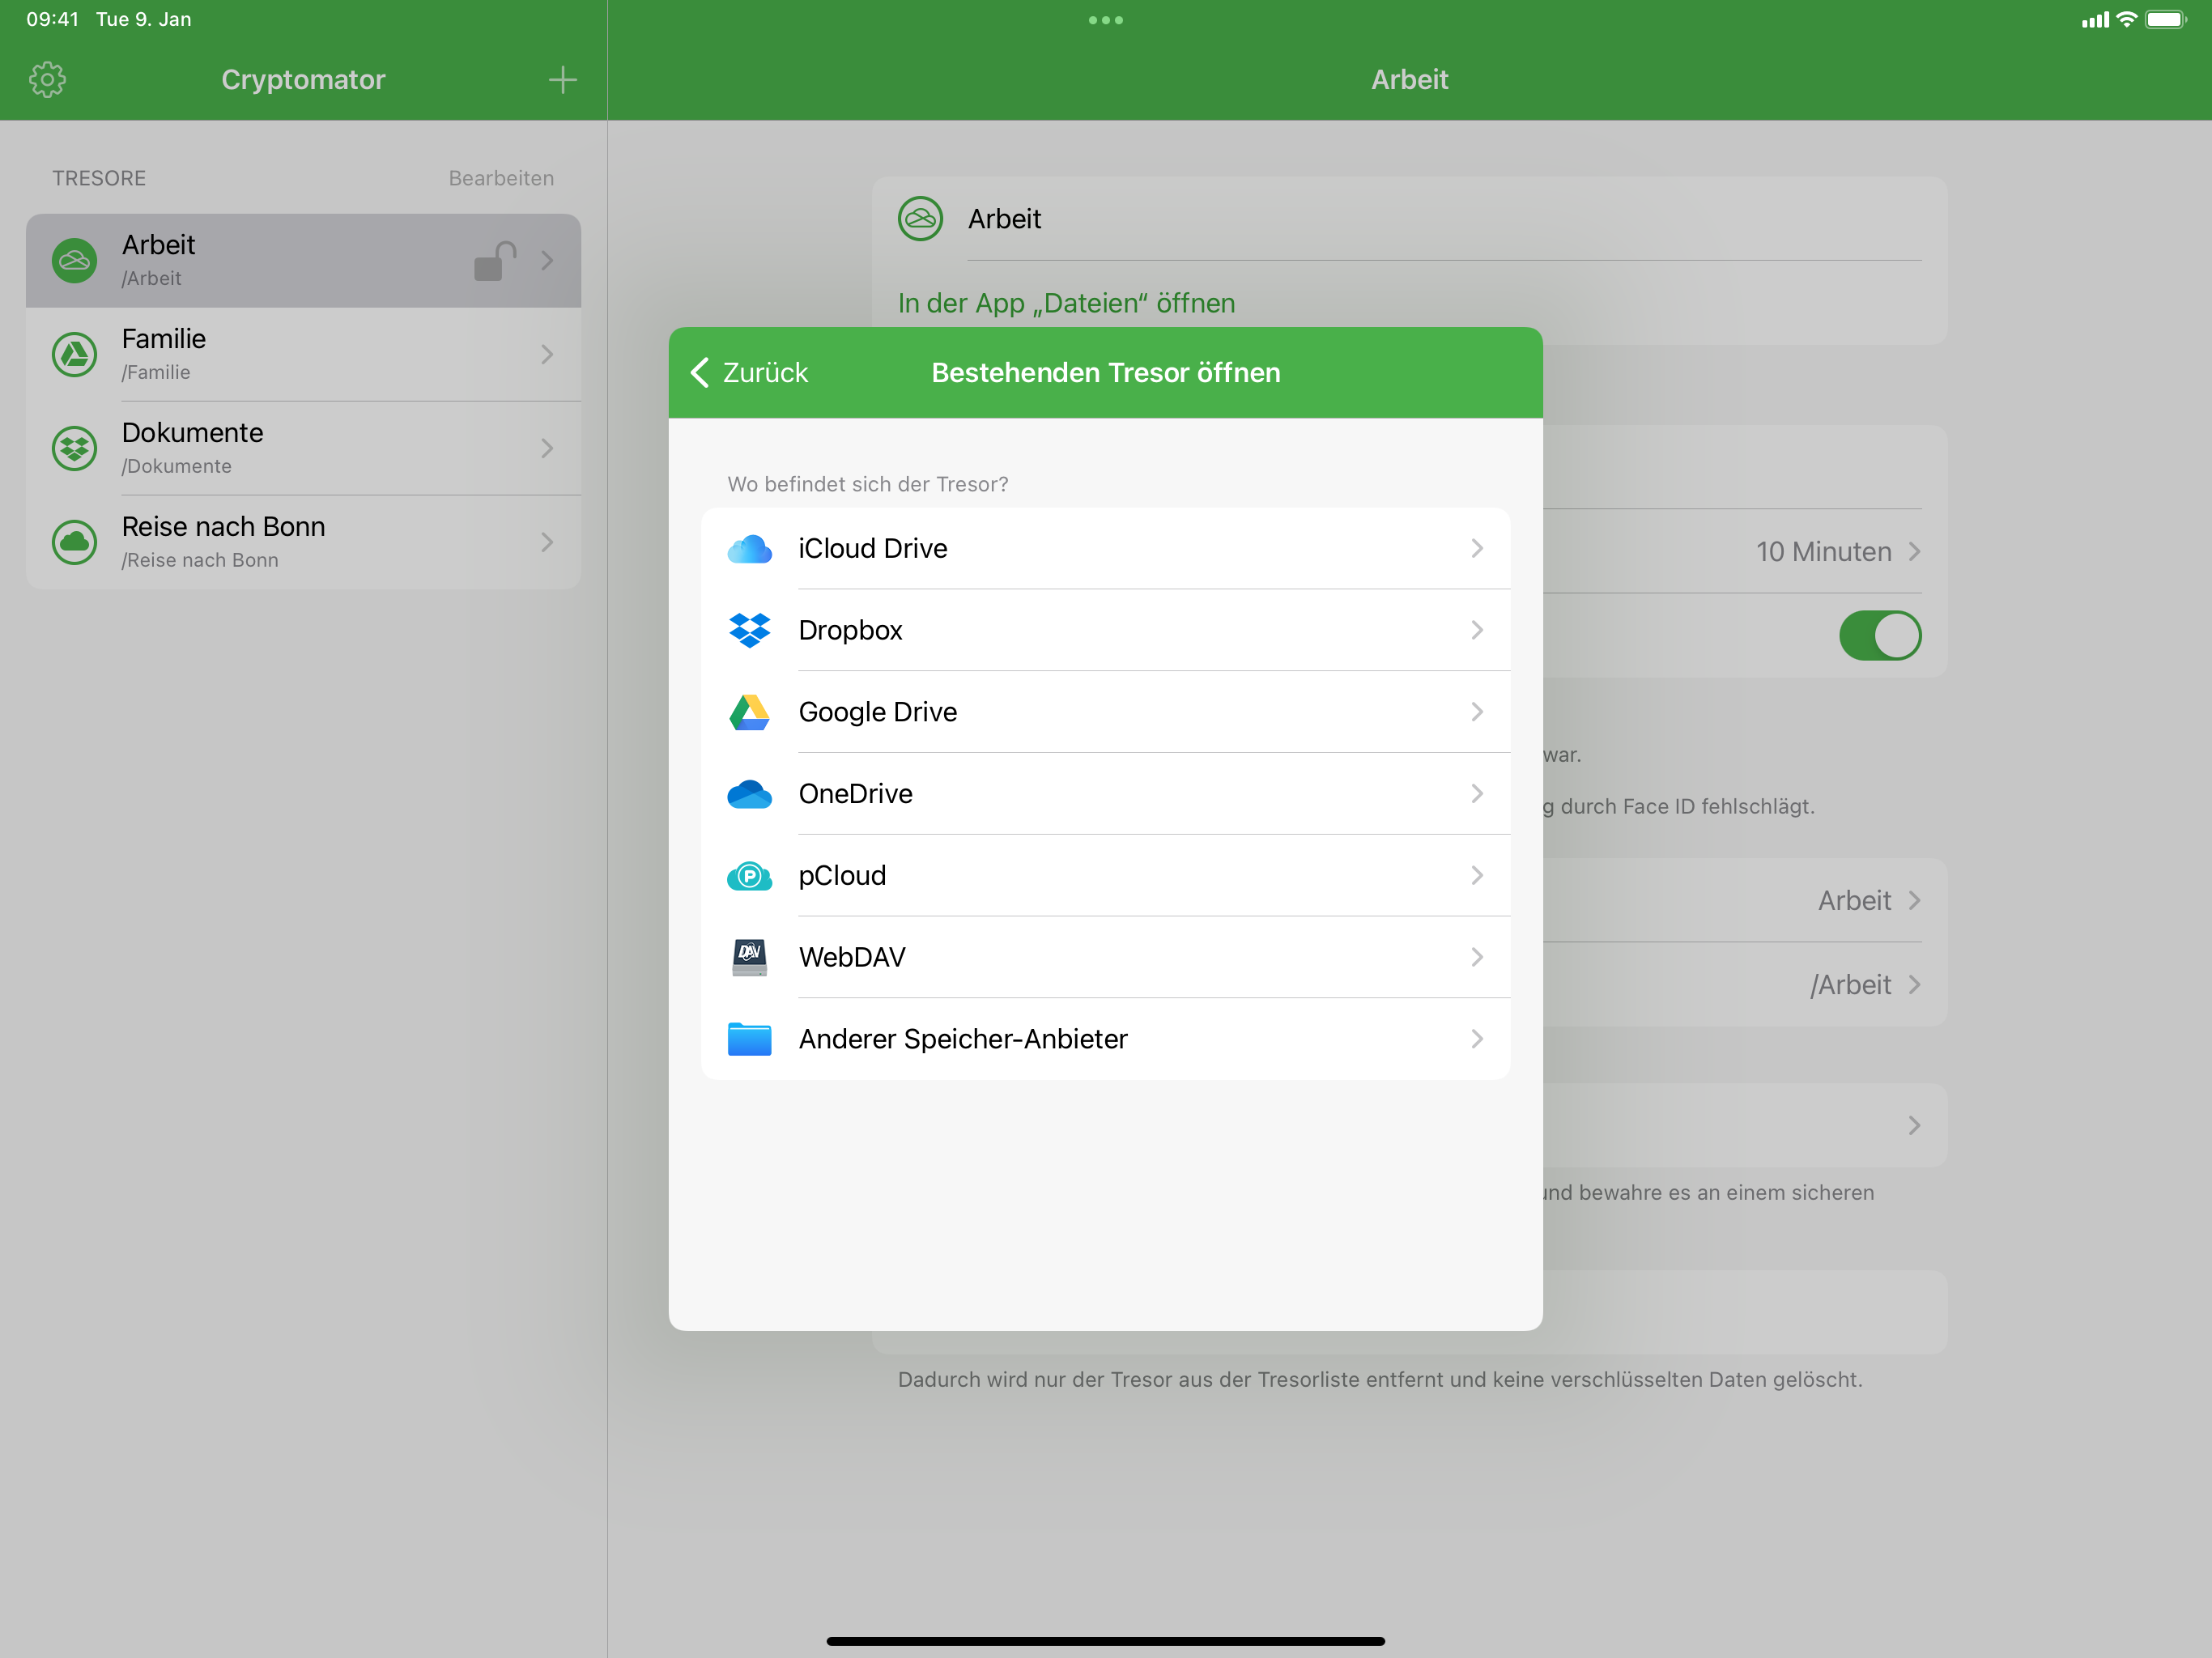 09:41 Tue 9. Jan
Cryptomator
Arbeit
TRESORE
Bearbeiten
Arbeit
/Arbeit
Familie
/Familie
Dokumente
/Dokumente
Reise nach Bonn
/Reise nach Bonn
Arbeit
In der App „Dateien“ öffnen
Zurück
Bestehenden Tresor öffnen
Wo befindet sich der Tresor?
iCloud Drive
Dropbox
Google Drive
OneDrive
pCloud
DAV
WebDAV
Anderer Speicher-Anbieter
10 Minuten
war.
g durch Face ID fehlschlägt.
Arbeit
/Arbeit
und bewahre es an einem sicheren
Dadurch wird nur der Tresor aus der Tresorliste entfernt und keine verschlüsselten Daten gelöscht.